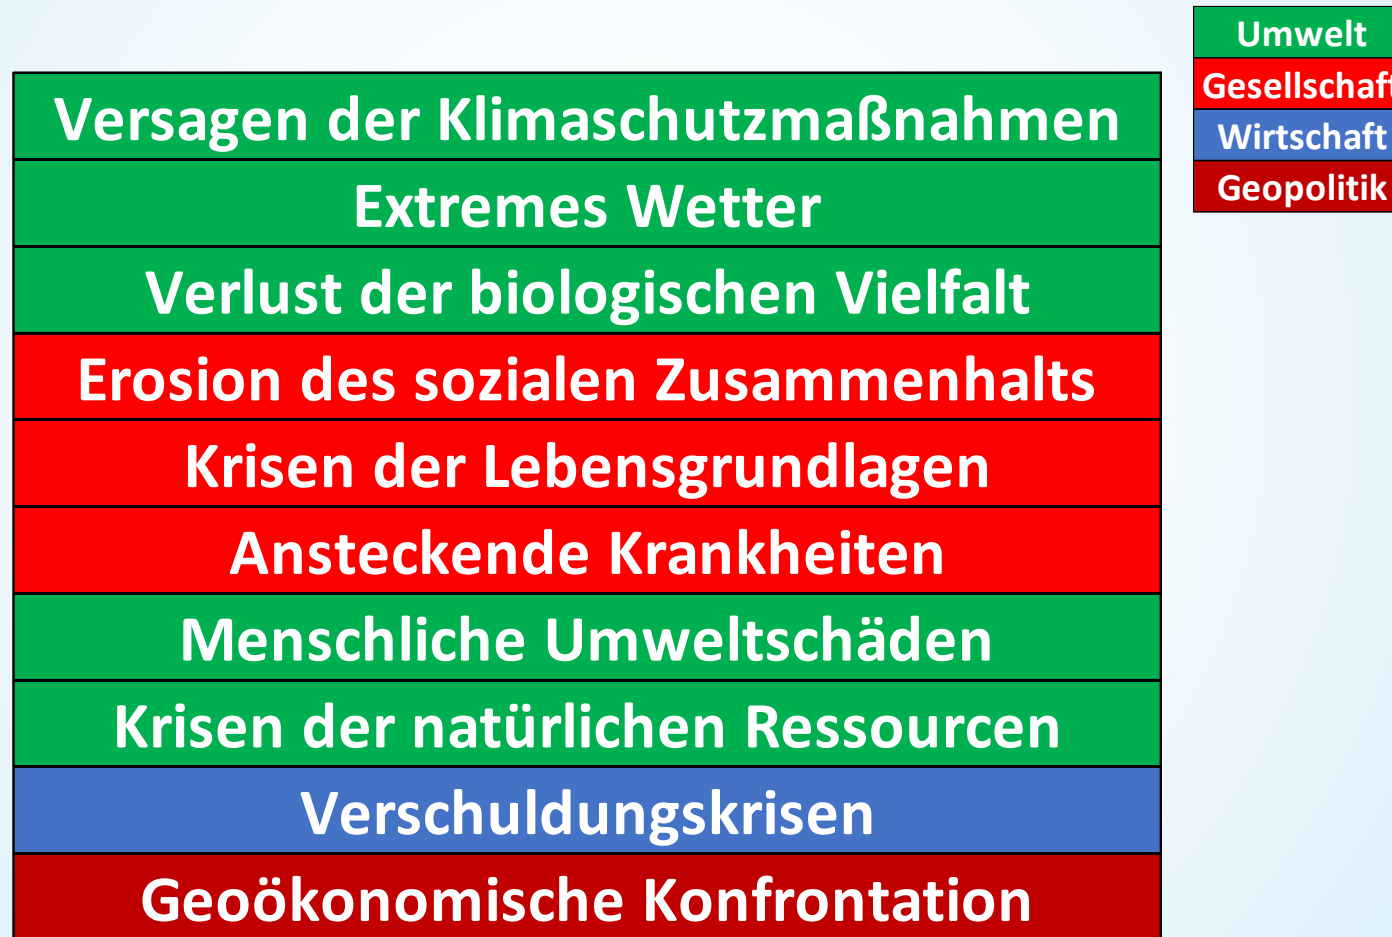 Umwelt
Gesellschaft
Wirtschaft
Geopolitik
Versagen der Klimaschutzmaßnahmen
Extremes Wetter
Verlust der biologischen Vielfalt
Erosion des sozialen Zusammenhalts
Krisen der Lebensgrundlagen
Ansteckende Krankheiten
Menschliche Umweltschäden
Krisen der natürlichen Ressourcen
Verschuldungskrisen
Geoökonomische Konfrontation